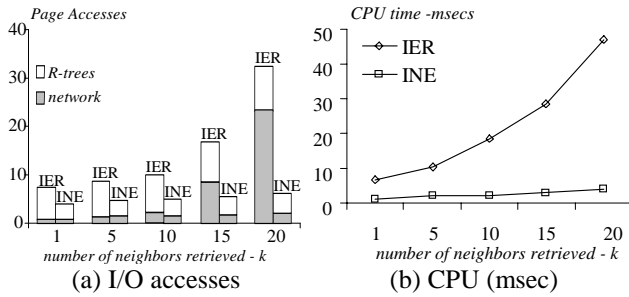 Page Accesses
40
30
20
10
0
R-trees
network
IER
INE
IER
INE
IER
INE
IER
INE
IER
INE
1 5 10 15 20
number of neighbors retrieved - k
(a) I/O accesses
CPU time -msecs
50
40
30
20
10
0
IER
INE
1 5 10 15 20
number of neighbors retrieved - k
(b) CPU (msec)